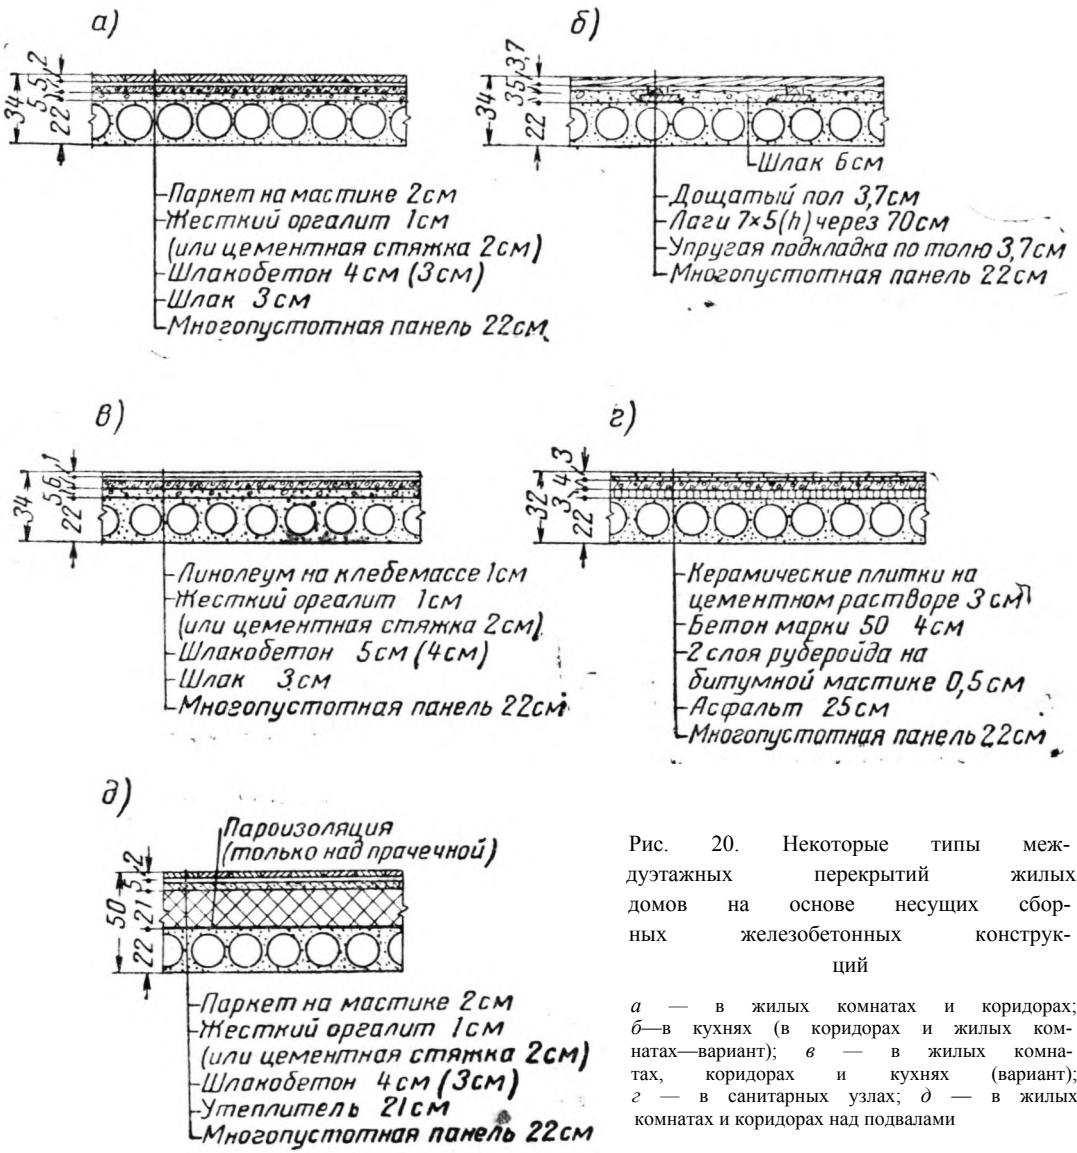 а)
2
5
5
22
34
Паркет на мастике 2см
Жесткий оргалит 1см
(или цементная стяжка 2см)
Шлакобетон 4см (3см)
Шлак 3см
Многопустотная панель 22см
б)
3,7
5
3
22
34
Шлак 6см
Дощатый пол 3,7см
Лаги 7×5(h) через 70см
Упругая подкладка по толю 3,7см
Многопустотная панель 22см
в)
1
6
5
22
34
Линолеум на клебемассе 1см
Жесткий оргалит 1см
(или цементная стяжка 2см)
Шлакобетон 5см (4см)
Шлак 3см
Многопустотная панель 22см
г)
3
4
3
22
32
Керамические плитки на
цементном растворе 3см
Бетон марки 50 4см
2 слоя рубероида на
битумной мастике 0,5см
Асфальт 25см
Многопустотная панель 22см
д)
Пароизоляция
(только над прачечной)
2
5
21
22
50
Паркет на мастике 2см
Жесткий оргалит 1см
(или цементная стяжка 2см)
Шлакобетон 4см (3см)
Утеплитель 21см
Многопустотная панель 22см
Рис. 20. Некоторые типы меж-
дуэтажных перекрытий жилых
домов на основе несущих сбор-
ных железобетонных конструк-
ций
а — в жилых комнатах и коридорах;
б—в кухнях (в коридорах и жилых ком-
натах—вариант); в — в жилых комна-
тах, коридорах и кухнях (вариант);
г — в санитарных узлах; д — в жилых
комнатах и коридорах над подвалами